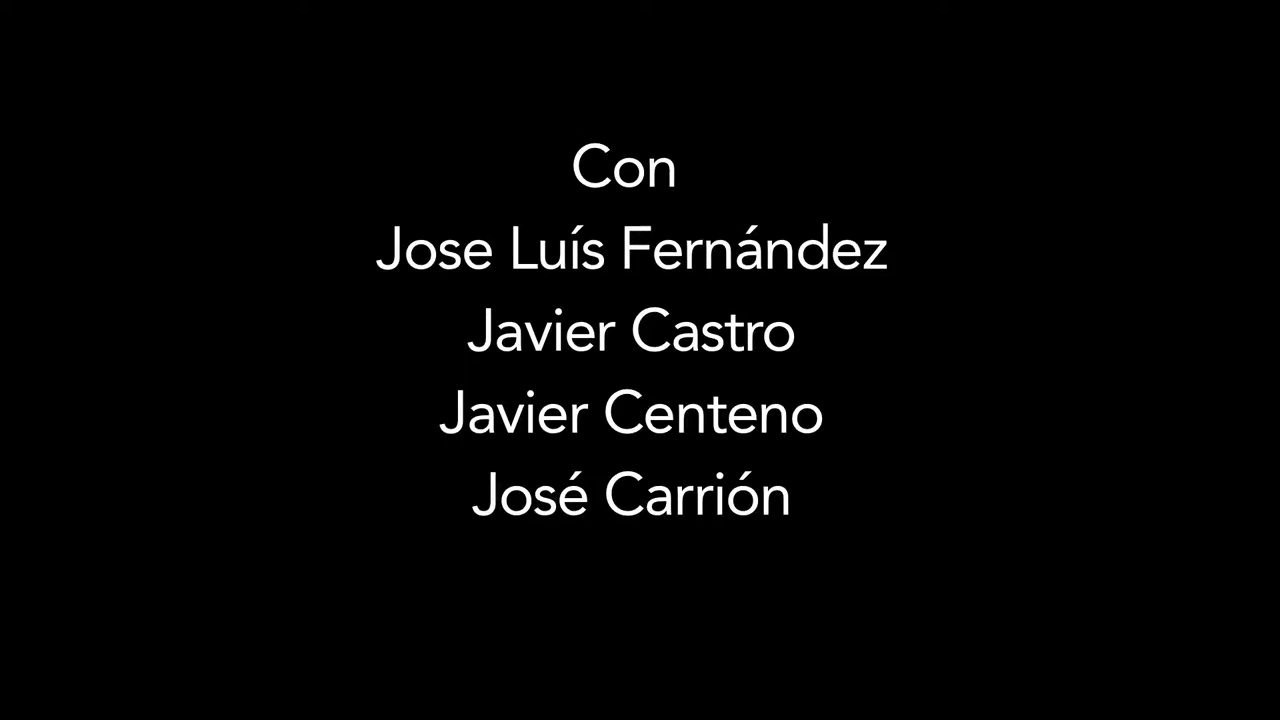 Con
Jose Luís Fernández
Javier Castro
Javier Centeno
José Carrión